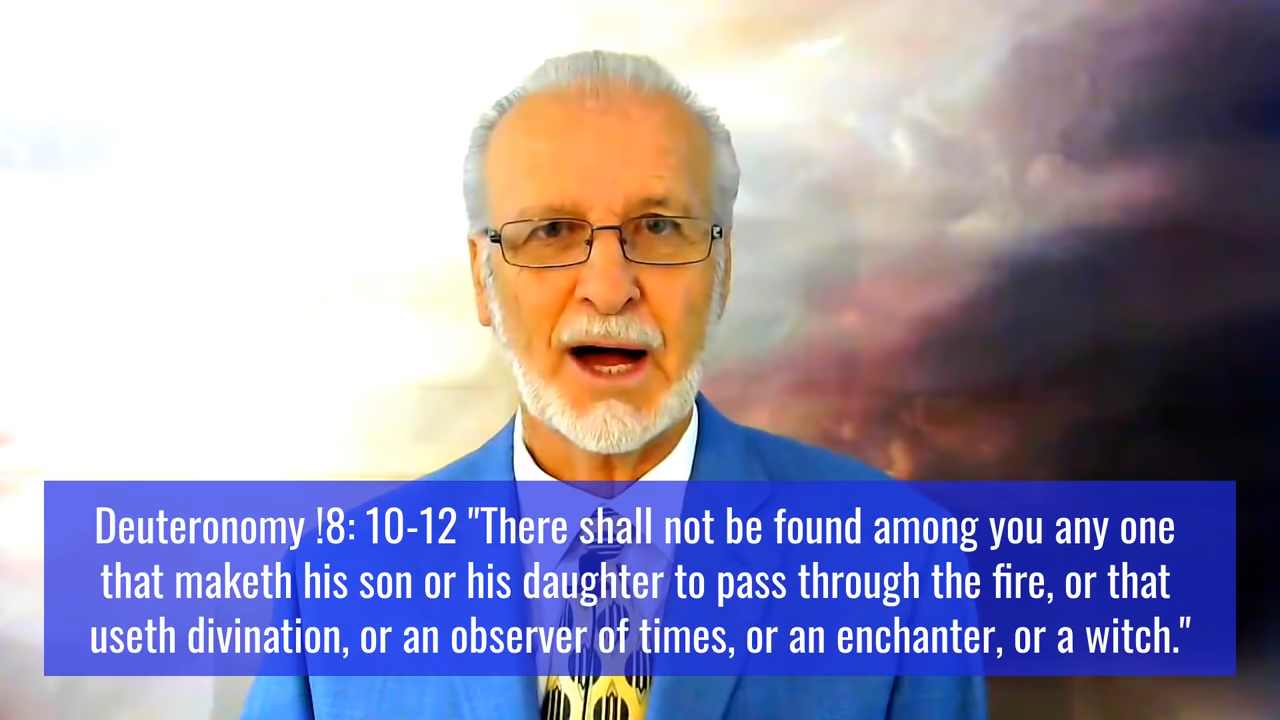 Deuteronomy !8: 10-12 "There shall not be found among you any one
that maketh his son or his daughter to pass through the fire, or that
useth divination, or an observer of times, or an enchanter, or a witch."